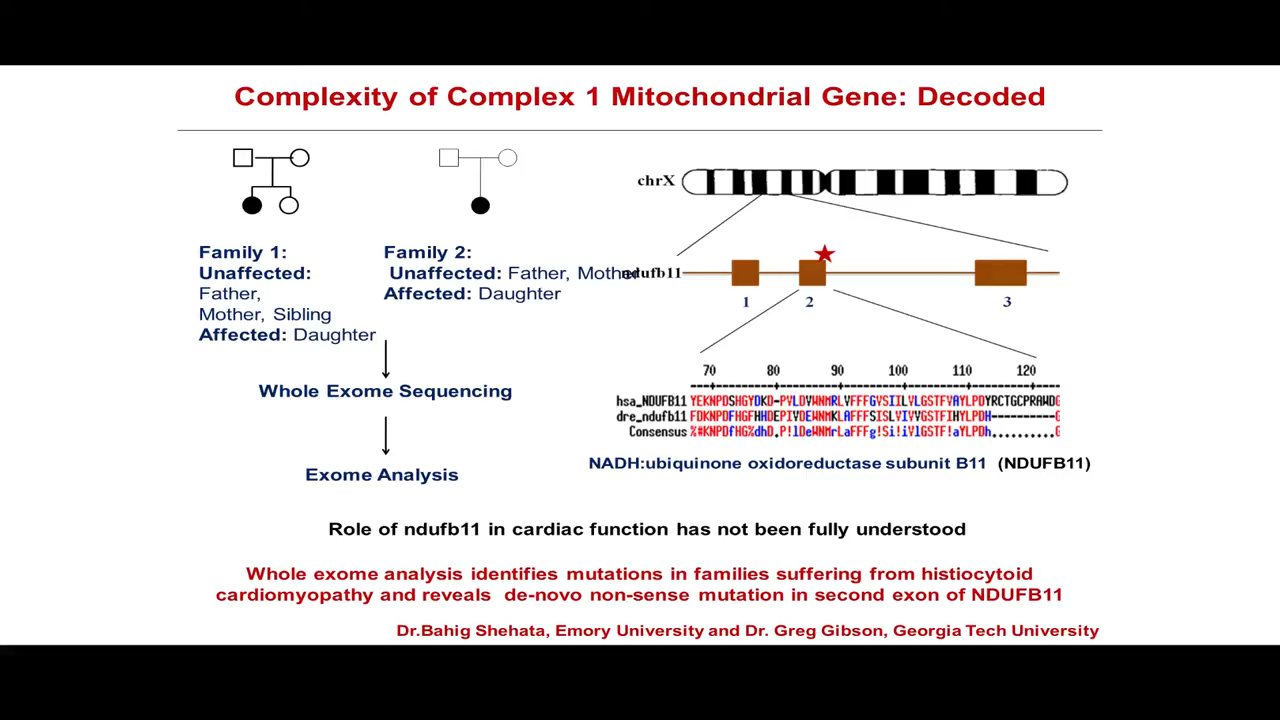 Complexity of Complex 1 Mitochondrial Gene: Decoded
chrX
Family 1:
Unaffected:
Father,
Mother, Sibling
Affected: Daughter
Family 2:
Unaffected: Father, Mother
Affected: Daughter
Whole Exome Sequencing
Exome Analysis
ndufb11
1 2 3
70 80 90 100 110 120
hsa_NDUFB11
dre_ndufb11
Consensus
NADH:ubiquinone oxidoreductase subunit B11 (NDUFB11)
Role of ndufb11 in cardiac function has not been fully understood
Whole exome analysis identifies mutations in families suffering from histiocytoid
cardiomyopathy and reveals de-novo non-sense mutation in second exon of NDUFB11
Dr.Bahig Shehata, Emory University and Dr. Greg Gibson, Georgia Tech University